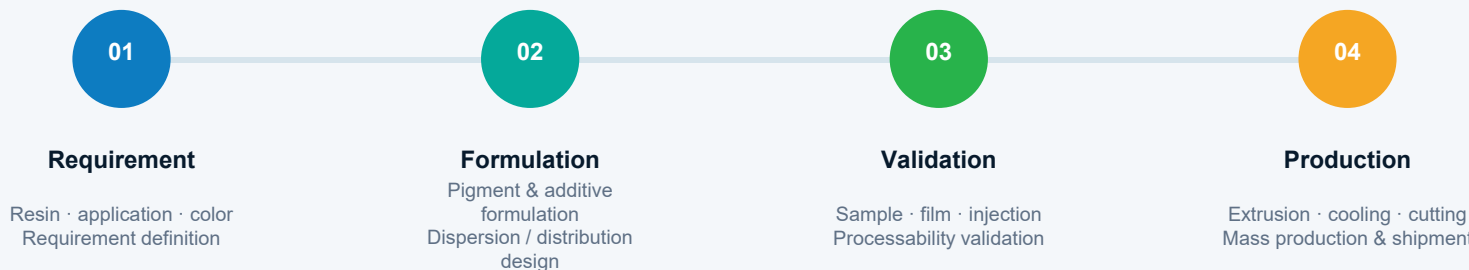 01
02
03
04
Requirement
Resin · application · color
Requirement definition
Formulation
Pigment & additive
formulation
Dispersion / distribution
design
Validation
Sample · film · injection
Processability validation
Production
Extrusion · cooling · cutting
Mass production & shipment